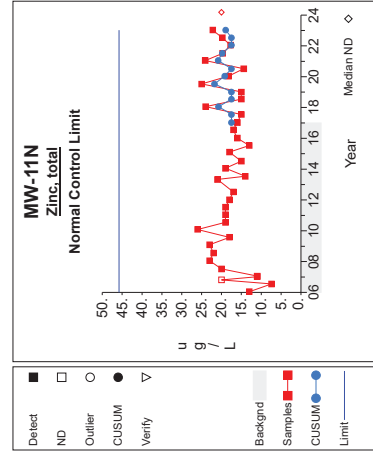 MW-11N
Zinc, total
Normal Control Limit
50.
45.
40.
35.
30.
25.
20.
15.
10.
5.
0.
u g / L
06
08
10
12
14
16
18
20
22
24
Year
Median ND
Detect
ND
Outlier
CUSUM
Verify
Backgnd
Samples
CUSUM
Limit